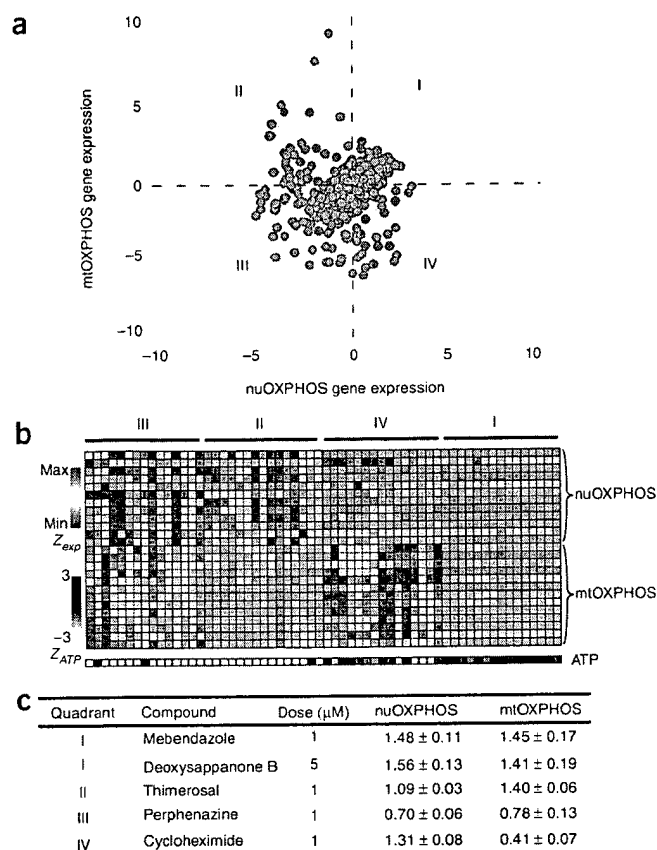 a
10
5
0
−5
−10
mtOXPHOS gene expression
II
I
III
IV
−10
−5
0
5
10
nuOXPHOS gene expression
b
III
II
IV
I
Max
Min
Zexp
3
−3
ZATP
nuOXPHOS
mtOXPHOS
ATP
c
Quadrant Compound Dose (μM) nuOXPHOS mtOXPHOS
I Mebendazole 1 1.48 ± 0.11 1.45 ± 0.17
I Deoxysappanone B 5 1.56 ± 0.13 1.41 ± 0.19
II Thimerosal 1 1.09 ± 0.03 1.40 ± 0.06
III Perphenazine 1 0.70 ± 0.06 0.78 ± 0.13
IV Cycloheximide 1 1.31 ± 0.08 0.41 ± 0.07